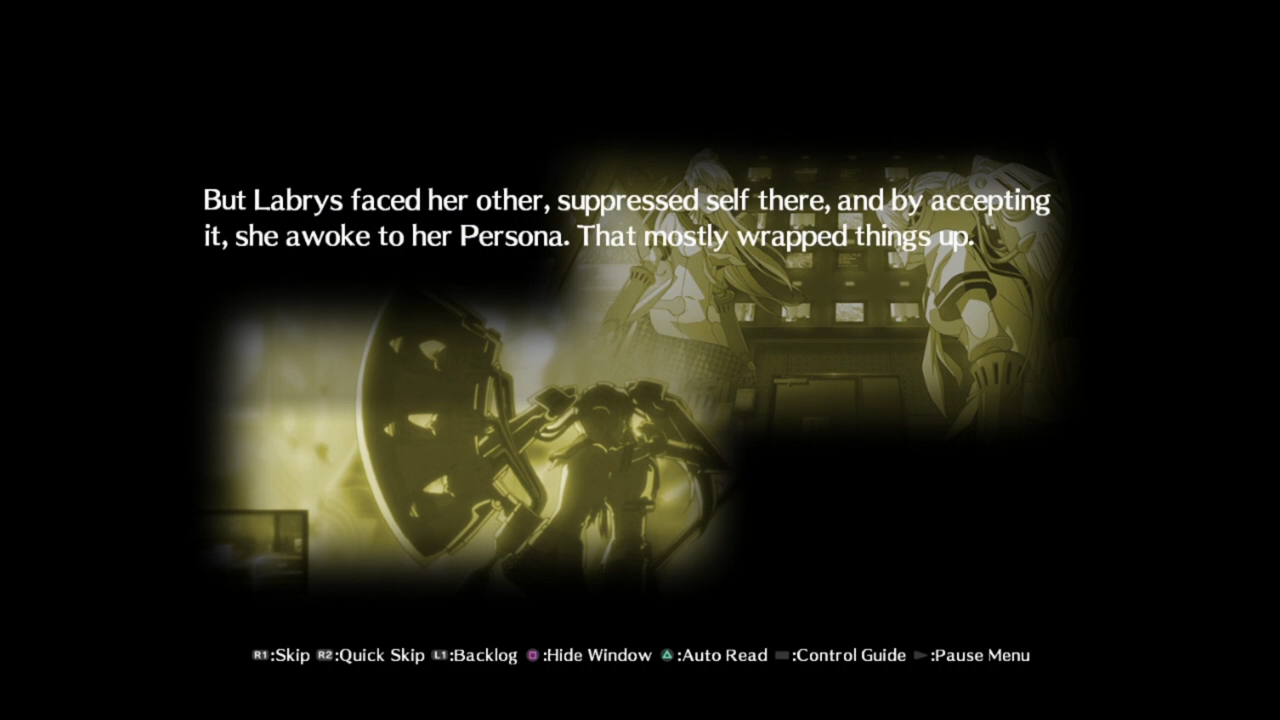 But Labrys faced her other, suppressed self there, and by accepting
it, she awoke to her Persona. That mostly wrapped things up.
R1:Skip R2:Quick Skip L1:Backlog :Hide Window :Auto Read :Control Guide :Pause Menu